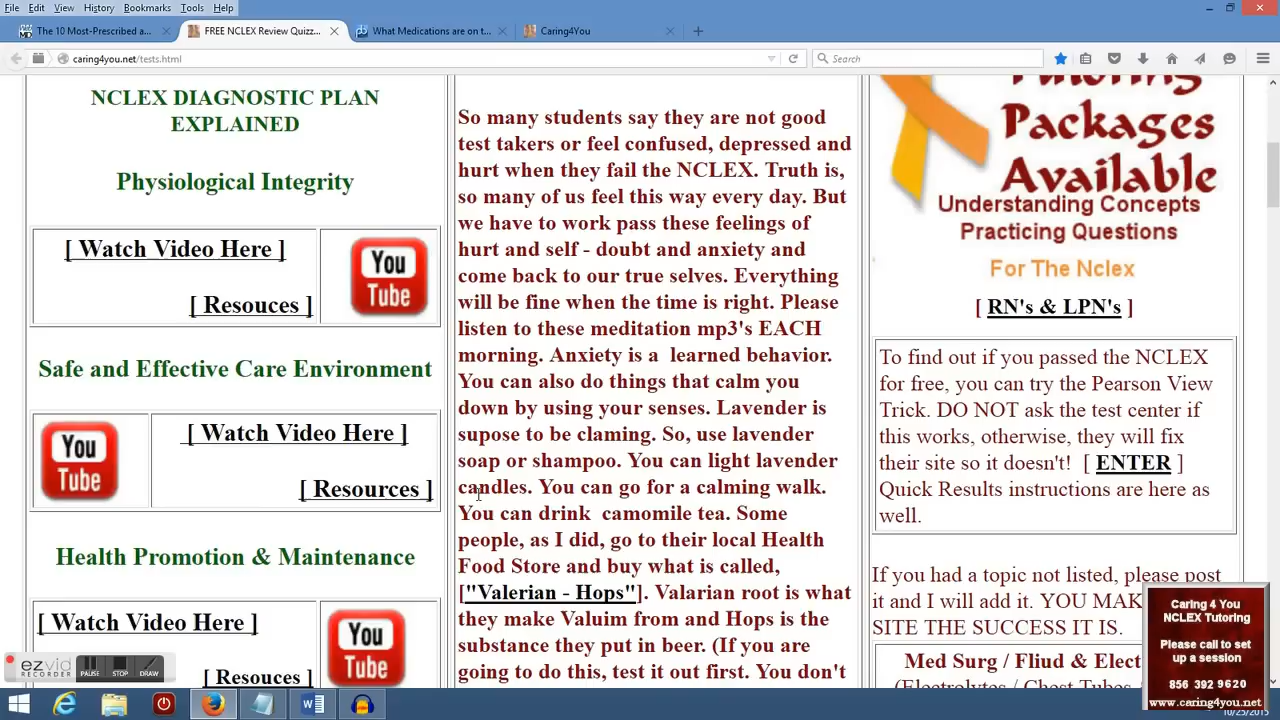 File Edit View History Bookmarks Tools Help
The 10 Most-Prescribed a...
FREE NCLEX Review Quizz...
What Medications are on t...
Caring4You
caring4you.net/tests.html
Search
NCLEX DIAGNOSTIC PLAN
EXPLAINED
Physiological Integrity
[ Watch Video Here ]
[ Resouces ]
You
Tube
Safe and Effective Care Environment
You
Tube
[ Watch Video Here ]
[ Resources ]
Health Promotion & Maintenance
[ Watch Video Here ]
[ Resouces ]
You
Tube
So many students say they are not good
test takers or feel confused, depressed and
hurt when they fail the NCLEX. Truth is,
so many of us feel this way every day. But
we have to work pass these feelings of
hurt and self - doubt and anxiety and
come back to our true selves. Everything
will be fine when the time is right. Please
listen to these meditation mp3's EACH
morning. Anxiety is a learned behavior.
You can also do things that calm you
down by using your senses. Lavender is
supose to be claming. So, use lavender
soap or shampoo. You can light lavender
candles. You can go for a calming walk.
You can drink camomile tea. Some
people, as I did, go to their local Health
Food Store and buy what is called,
["Valerian - Hops"]. Valarian root is what
they make Valuim from and Hops is the
substance they put in beer. (If you are
going to do this, test it out first. You don't
Tutoring
Packages
Available
Understanding Concepts
Practicing Questions
For The Nclex
[ RN's & LPN's ]
To find out if you passed the NCLEX
for free, you can try the Pearson View
Trick. DO NOT ask the test center if
this works, otherwise, they will fix
their site so it doesn't! [ ENTER ]
Quick Results instructions are here as
well.
If you had a topic not listed, please post
it and I will add it. YOU MAK
SITE THE SUCCESS IT IS.
Med Surg / Fliud & Elect
(Electrolytes / Chest Tubes
Caring 4 You
NCLEX Tutoring
Please call to set
up a session
856 392 9620
www.caring4you.net
ezvid
RECORDER
PAUSE
STOP
DRAW
10/25/2015